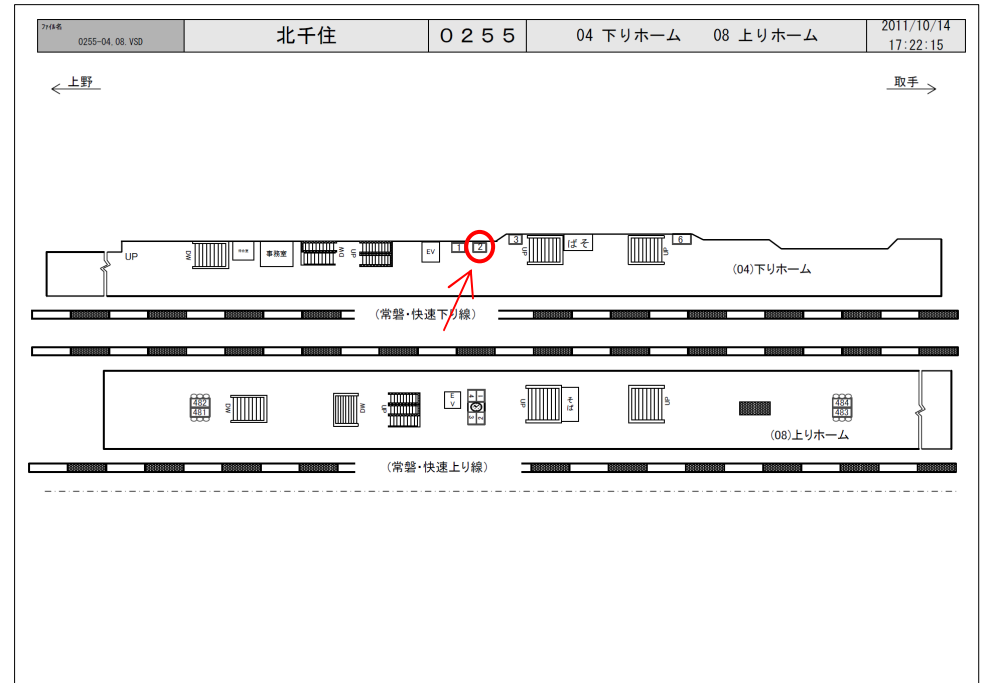 ファイル名
0255-04.08.VSD
北千住
0255
04 下りホーム 08 上りホーム
2011/10/14
17:22:15
上野
取手
UP
DW
事務室
DW
UP
EV
1
2
3
UP
ばそ
UP
6
(04)下りホーム
(常磐・快速下り線)
482
481
DW
DW
UP
EV
4 1
3 2
UP
そば
UP
484
483
(08)上りホーム
(常磐・快速上り線)